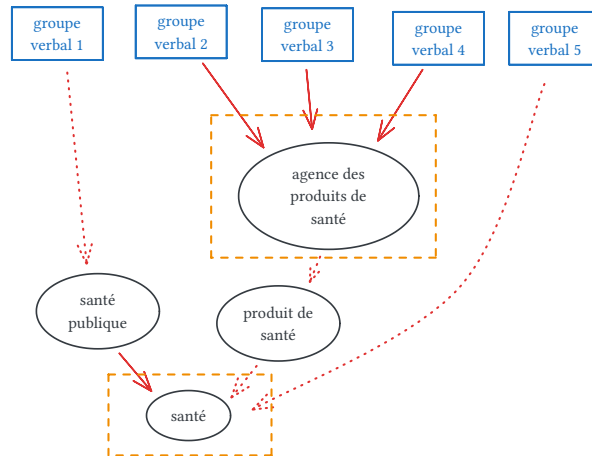 groupe
verbal 1
groupe
verbal 2
groupe
verbal 3
groupe
verbal 4
groupe
verbal 5
agence des
produits de
santé
santé
publique
produit de
santé
santé